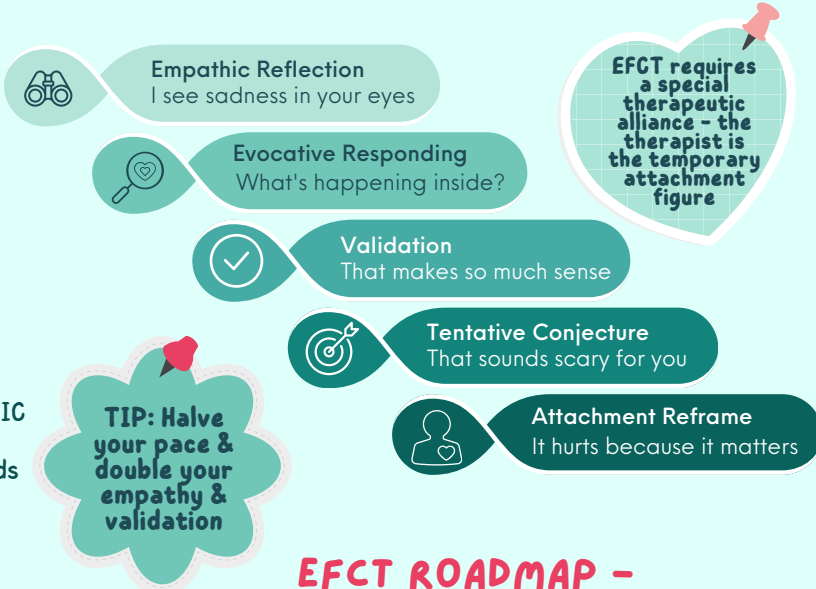 Empathic Reflection
I see sadness in your eyes
EFCT requires
a special
therapeutic
alliance - the
therapist is
the temporary
attachment
figure
Evocative Responding
What's happening inside?
Validation
That makes so much sense
Tentative Conjecture
That sounds scary for you
Attachment Reframe
It hurts because it matters
TIP: Halve
your pace &
double your
empathy &
validation
EFCT ROADMAP -